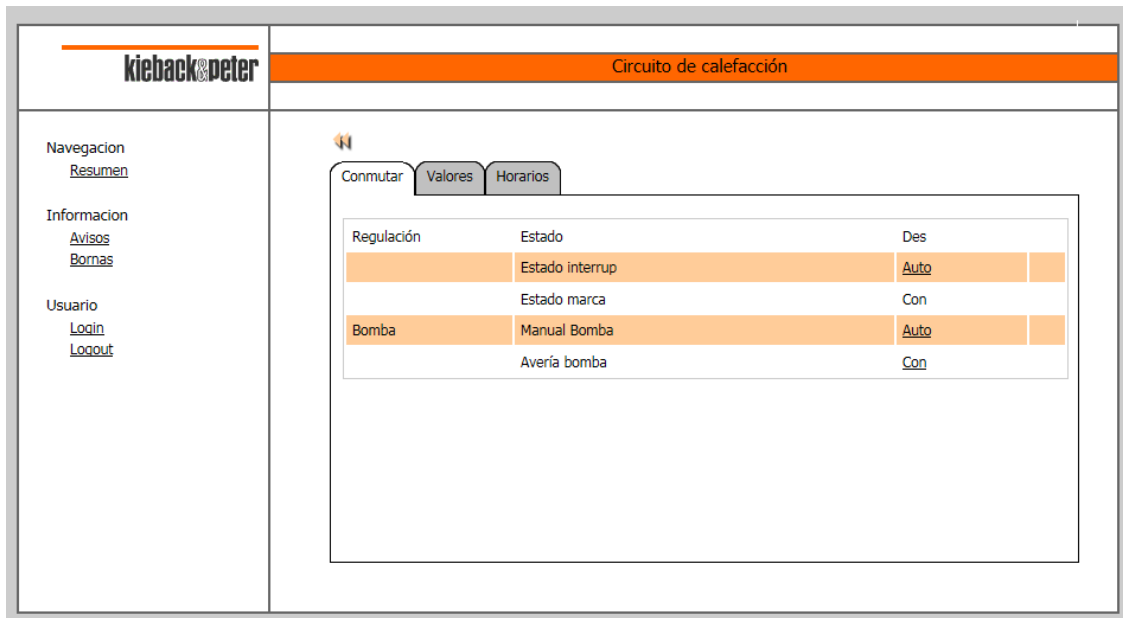 kieback&peter
Circuito de calefacción
Navegacion
Resumen
Informacion
Avisos
Bornas
Usuario
Login
Logout
Conmutar Valores Horarios
Regulación Estado Des
Estado interrup Auto
Estado marca Con
Bomba Manual Bomba Auto
Avería bomba Con